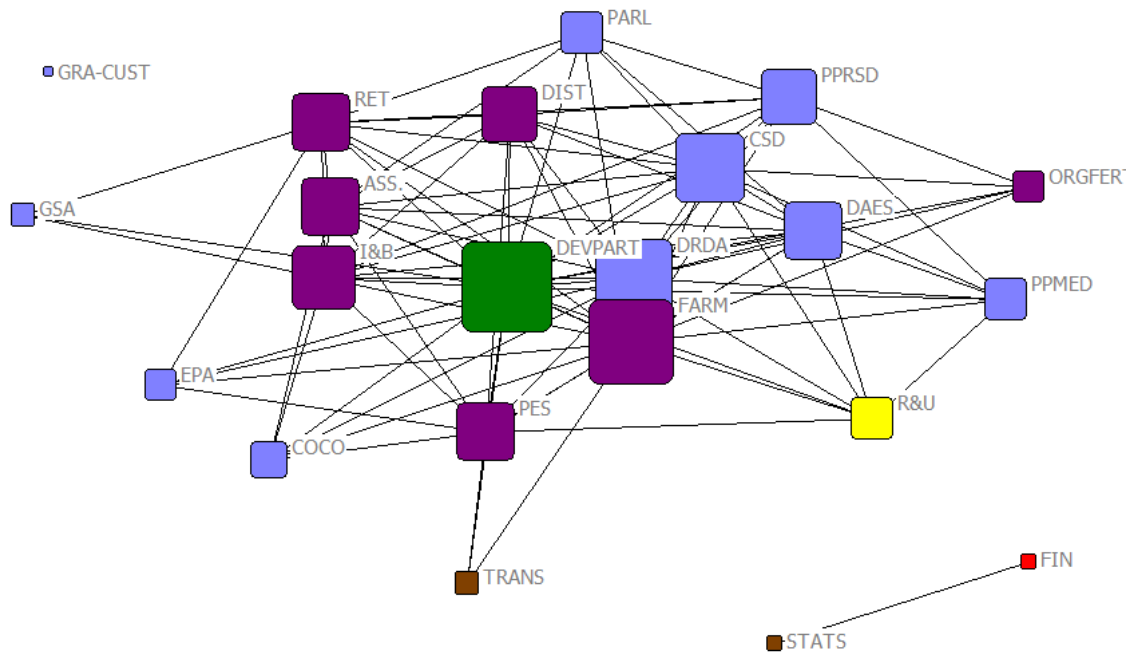 PARL
GRA-CUST
PPRSD
RET
DIST
CSD
ORGFERT
ASS.
GSA
DAES
I&B
DEVPART
DRDA
PPMED
FARM
EPA
PES
R&U
COCO
TRANS
FIN
STATS